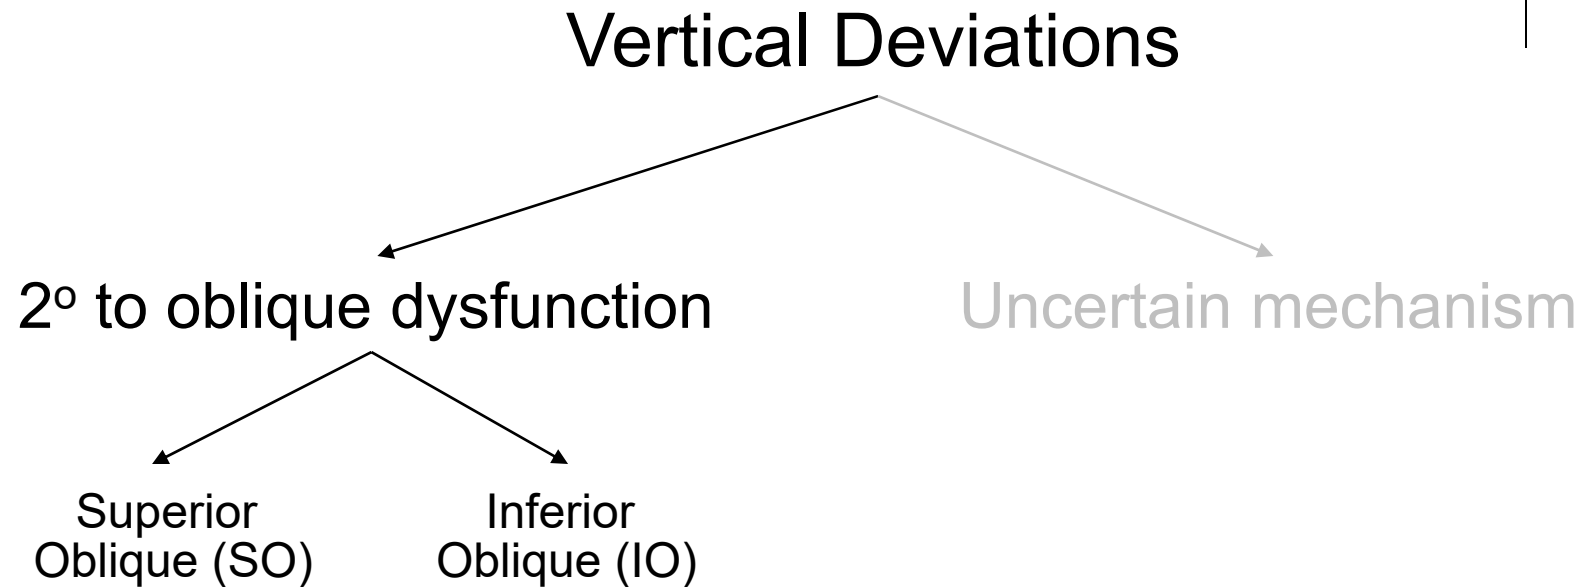 Vertical Deviations
2º to oblique dysfunction
Uncertain mechanism
Superior
Oblique (SO)
Inferior
Oblique (IO)